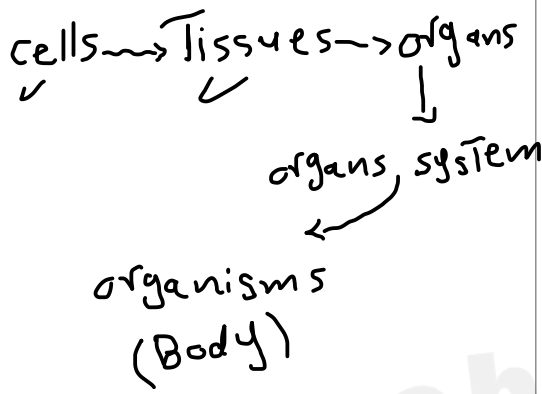 cells → Tissues → organs
organs system
organisms
(Body)